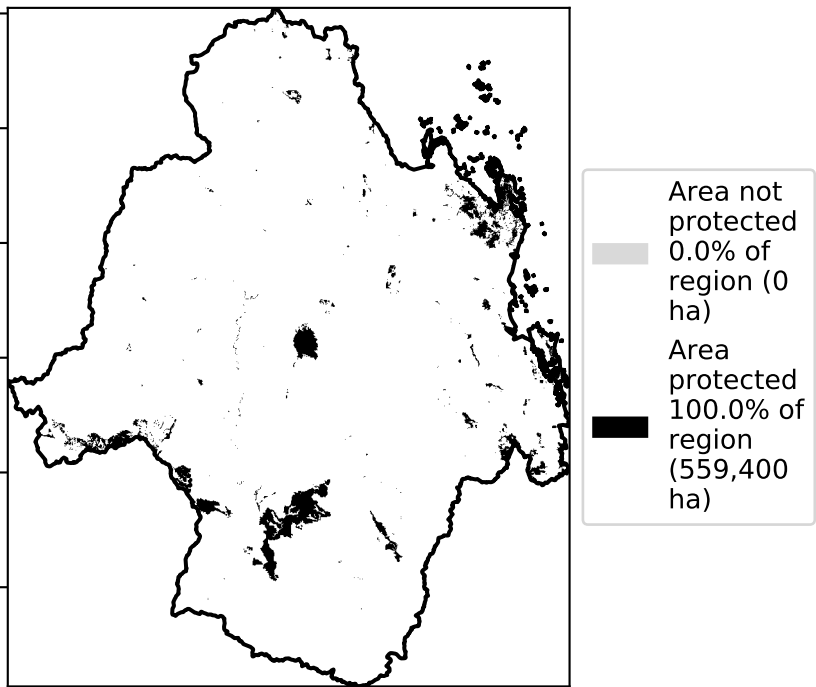 Area not
protected
0.0% of
region (0
ha)
Area
protected
100.0% of
region
(559,400
ha)